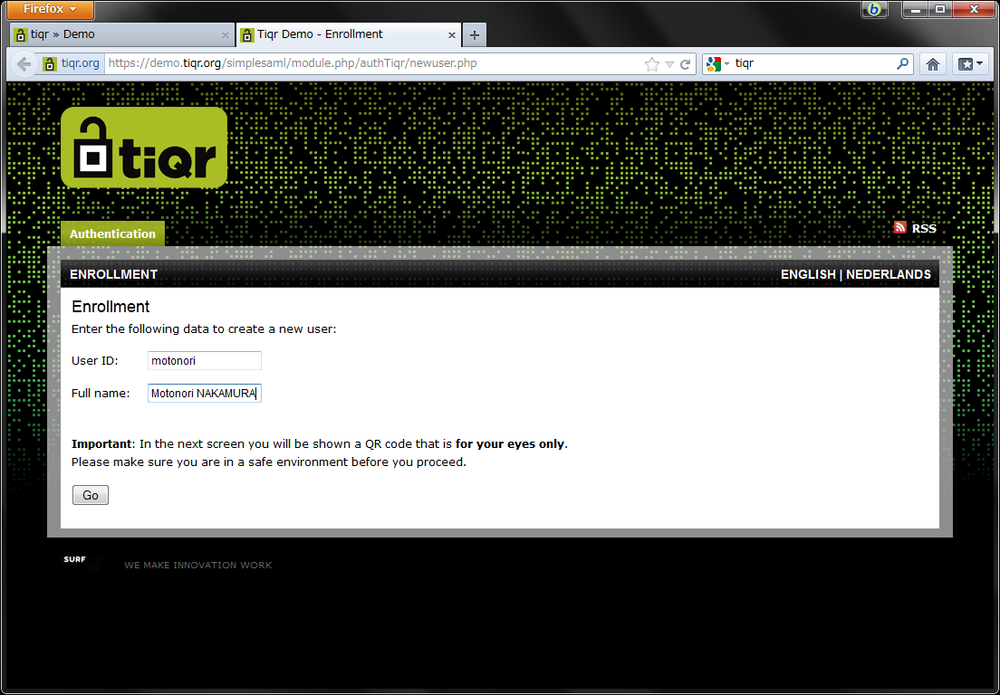 Firefox
tiqr » Demo
Tiqr Demo - Enrollment
tiqr.org
https://demo.tiqr.org/simplesaml/module.php/authTiqr/newuser.php
tiqr
tiqr
Authentication
RSS
ENROLLMENT
ENGLISH | NEDERLANDS
Enrollment
Enter the following data to create a new user:
User ID: motonori
Full name: Motonori NAKAMURA
Important: In the next screen you will be shown a QR code that is for your eyes only.
Please make sure you are in a safe environment before you proceed.
Go
SURF
WE MAKE INNOVATION WORK